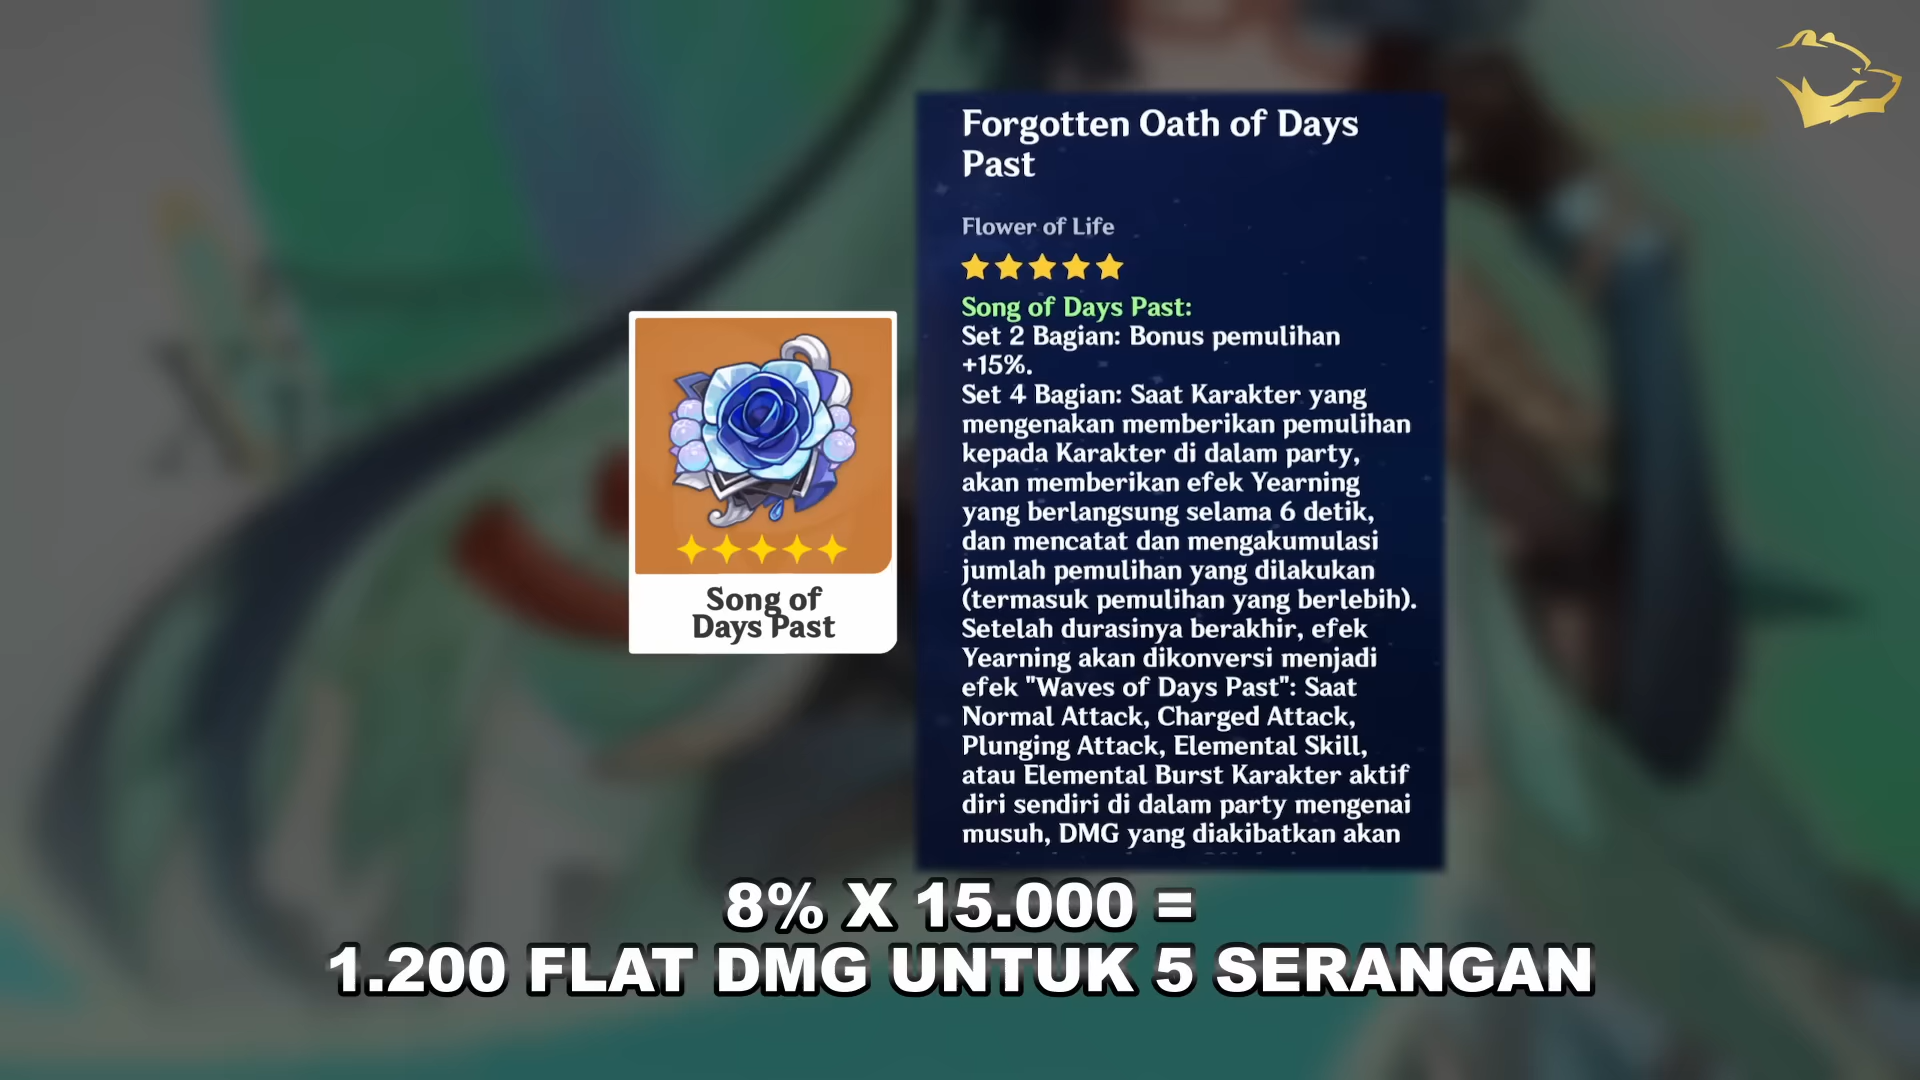 Forgotten Oath of Days
Past
Flower of Life
Song of Days Past:
Set 2 Bagian: Bonus pemulihan
+15%.
Set 4 Bagian: Saat Karakter yang
mengenakan memberikan pemulihan
kepada Karakter di dalam party,
akan memberikan efek Yearning
yang berlangsung selama 6 detik,
dan mencatat dan mengakumulasi
jumlah pemulihan yang dilakukan
(termasuk pemulihan yang berlebih).
Setelah durasinya berakhir, efek
Yearning akan dikonversi menjadi
efek "Waves of Days Past": Saat
Normal Attack, Charged Attack,
Plunging Attack, Elemental Skill,
atau Elemental Burst Karakter aktif
diri sendiri di dalam party mengenai
musuh, DMG yang diakibatkan akan
Song of
Days Past
8% X 15.000 =
1.200 FLAT DMG UNTUK 5 SERANGAN